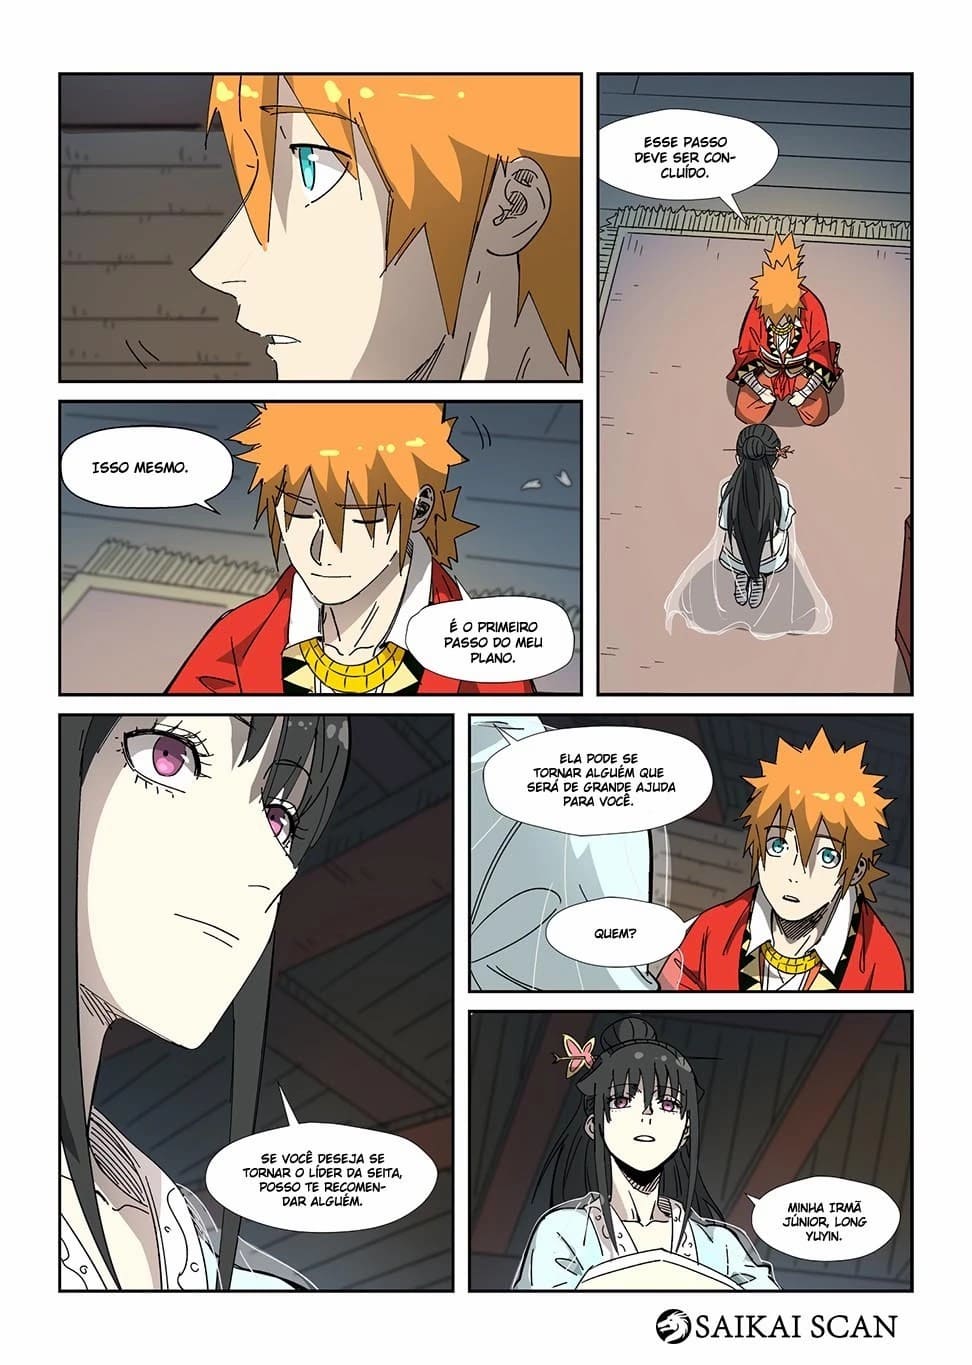 ESSE PASSO
DEVE SER CON-
CLUÍDO.
ISSO MESMO.
É O PRIMEIRO
PASSO DO MEU
PLANO.
SE VOCÊ DESEJA SE
TORNAR O LÍDER DA SEITA,
POSSO TE RECOMEN-
DAR ALGUÉM.
ELA PODE SE
TORNAR ALGUÉM QUE
SERÁ DE GRANDE AJUDA
PARA VOCÊ.
QUEM?
MINHA IRMÃ
JÚNIOR, LONG
YUYIN.
SAIKAI SCAN